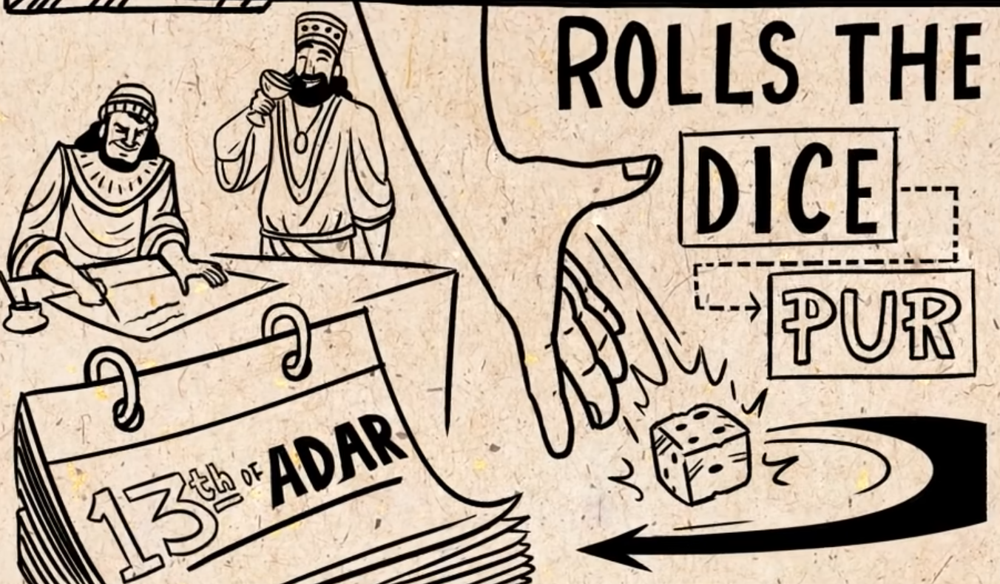 ROLLS THE
DICE
PUR
13th OF ADAR